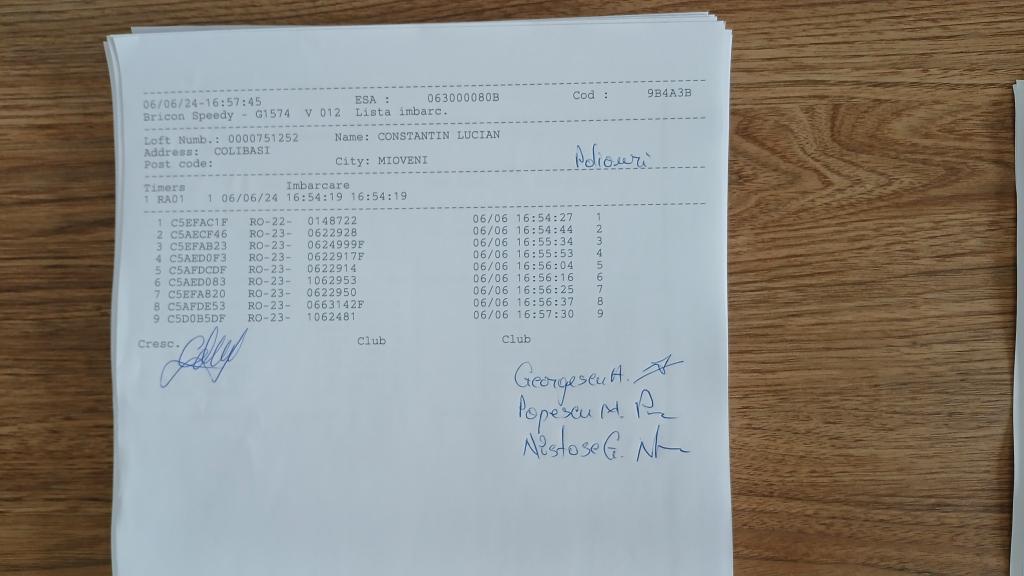 06/06/24-16:57:45 ESA : 063000080B Cod : 9B4A3B
Bricon Speedy - G1574 V 012 Lista imbarc.
Loft Numb.: 0000751252 Name: CONSTANTIN LUCIAN
Address: COLIBASI
Post code: City: MIOVENI Adiouri
Timers Imbarcare
1 RA01 1 06/06/24 16:54:19 16:54:19
1 C5EFAC1F RO-22- 0148722 06/06 16:54:27 1
2 C5AECF46 RO-23- 0622928 06/06 16:54:44 2
3 C5EFAB23 RO-23- 0624999F 06/06 16:55:34 3
4 C5AED0F3 RO-23- 0622917F 06/06 16:55:53 4
5 C5AFDCDF RO-23- 0622914 06/06 16:56:04 5
6 C5AED083 RO-23- 1062953 06/06 16:56:16 6
7 C5EFA820 RO-23- 0622950 06/06 16:56:25 7
8 C5AFDE53 RO-23- 0663142F 06/06 16:56:37 8
9 C5D0B5DF RO-23- 1062481 06/06 16:57:30 9
Cresc. Club Club
Georgescu A.
Popescu M.
Nistose G.